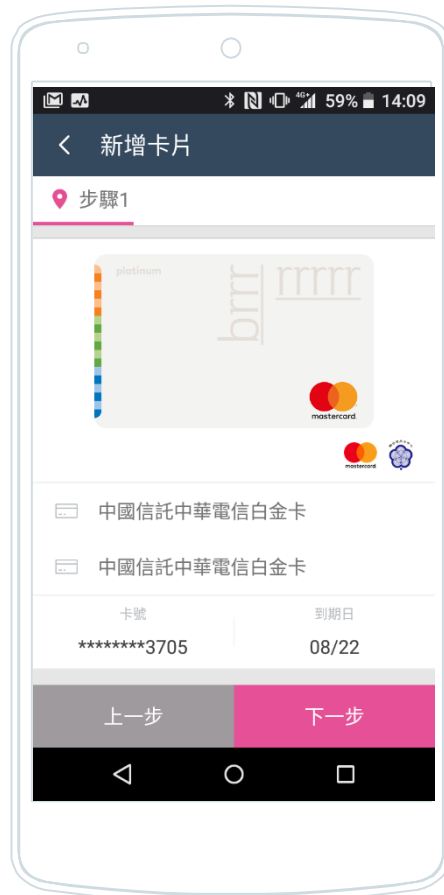 59% 14:09
新增卡片
步驟1
platinum
brrr rrrrr
mastercard.
mastercard.
中國信託中華電信白金卡
中國信託中華電信白金卡
卡號 到期日
********3705 08/22
上一步 下一步